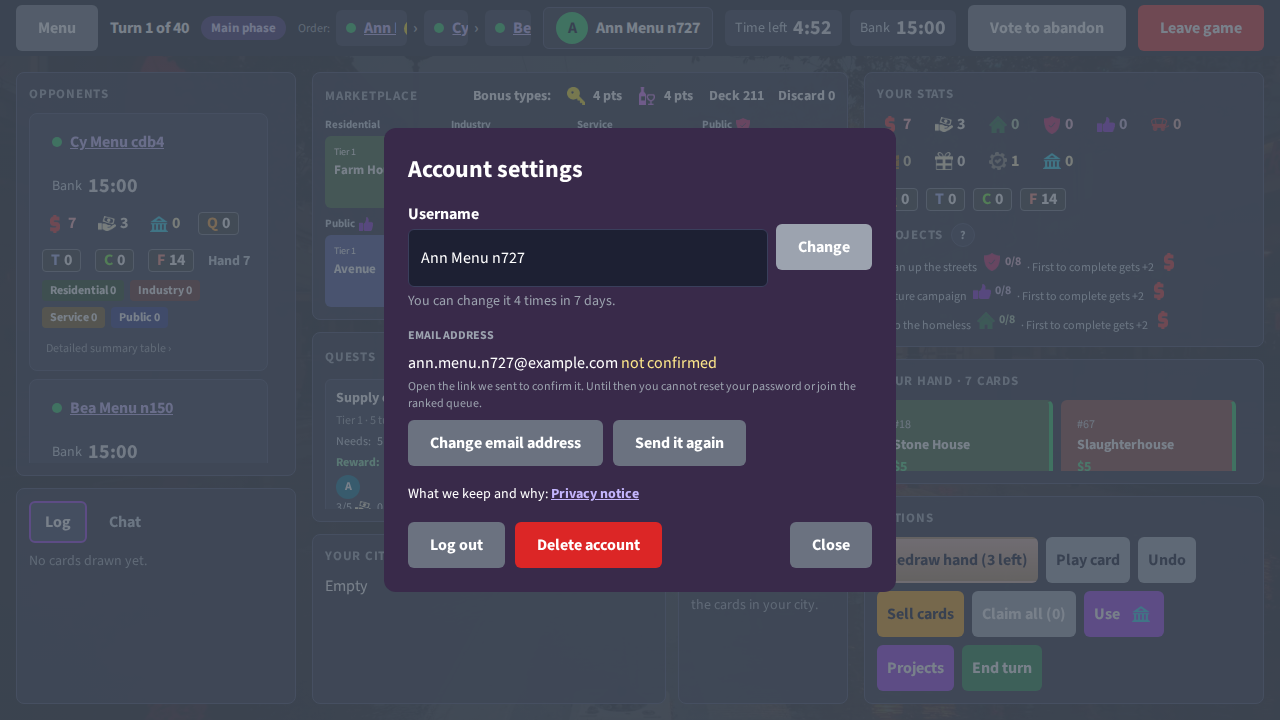 Menu
Turn 1 of 40
Main phase
Order:
Ann
Cy
Be
A
Ann Menu n727
Time left 4:52
Bank 15:00
Vote to abandon
Leave game
OPPONENTS
Cy Menu cdb4
Bank 15:00
7 3 0 Q 0
T 0 C 0 F 14 Hand 7
Residential 0 Industry 0
Service 0 Public 0
Detailed summary table ›
Bea Menu n150
Bank 15:00
Log
Chat
No cards drawn yet.
MARKETPLACE
Bonus types: 4 pts 4 pts Deck 211 Discard 0
Residential Industry Service Public
Tier 1
Farm Ho
Public
Tier 1
Avenue
QUESTS
Supply
Tier 1 · 5
Needs: 5
Reward:
A
YOUR CIT
Empty
the cards in your city.
Account settings
Username
Ann Menu n727
Change
You can change it 4 times in 7 days.
EMAIL ADDRESS
ann.menu.n727@example.com not confirmed
Open the link we sent to confirm it. Until then you cannot reset your password or join the
ranked queue.
Change email address
Send it again
What we keep and why: Privacy notice
Log out
Delete account
Close
YOUR STATS
7 3 0 0 0 0
0 0 1 0
0 T 0 C 0 F 14
OJECTS ?
an up the streets 0/8 · First to complete gets +2
ture campaign 0/8 · First to complete gets +2
the homeless 0/8 · First to complete gets +2
UR HAND · 7 CARDS
#18
Stone House
$5
#67
Slaughterhouse
$5
TIONS
edraw hand (3 left)
Play card
Undo
Sell cards
Claim all (0)
Use
Projects
End turn